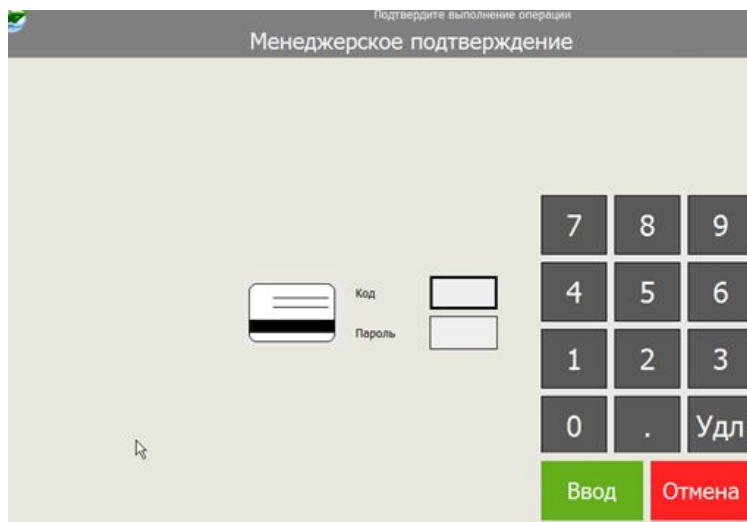 Подтвердите выполнение операции
Менеджерское подтверждение
7 8 9
Код
4 5 6
Пароль
1 2 3
0 . Удл
Ввод Отмена